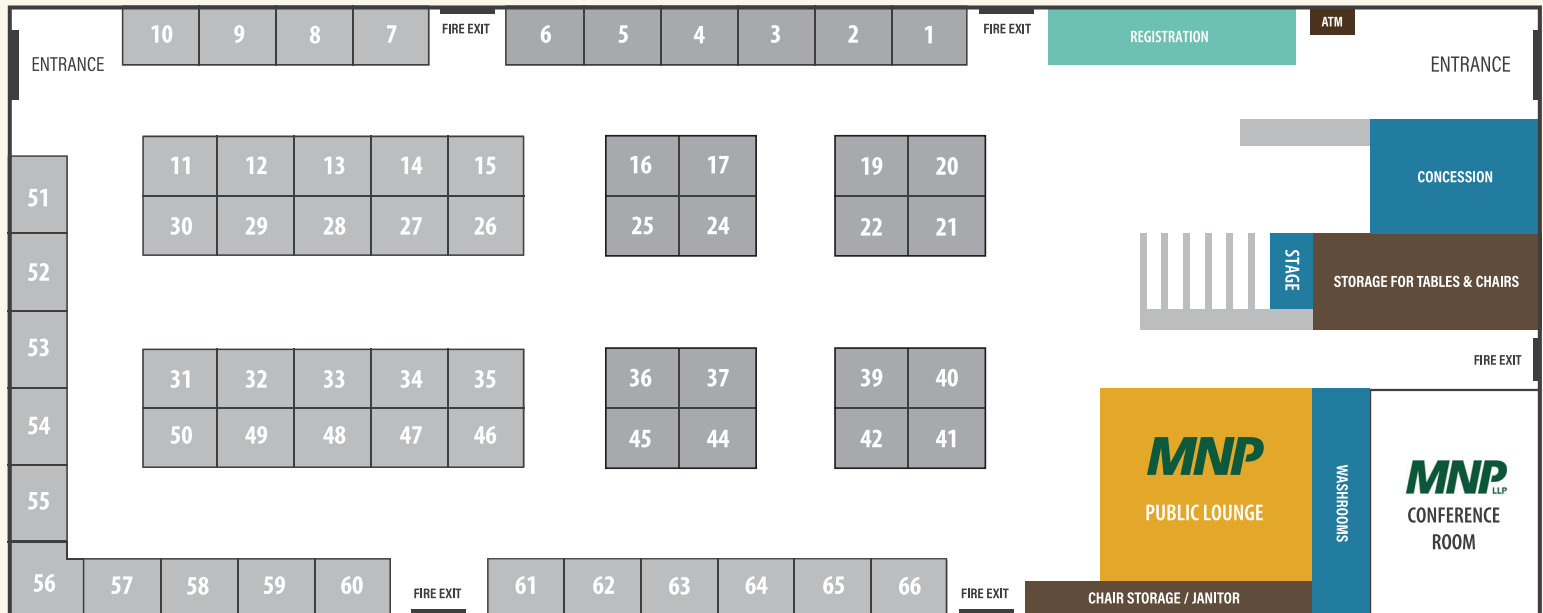 10 9 8 7 FIRE EXIT 6 5 4 3 2 1 FIRE EXIT REGISTRATION ATM
ENTRANCE ENTRANCE
11 12 13 14 15 16 17 19 20 CONCESSION
51
30 29 28 27 26 25 24 22 21
52
STAGE
STORAGE FOR TABLES & CHAIRS
53
FIRE EXIT
31 32 33 34 35 36 37 39 40
54
50 49 48 47 46 45 44 42 41
MNP
PUBLIC LOUNGE
WASHROOMS
MNP
LLP
CONFERENCE
ROOM
55
56 57 58 59 60 FIRE EXIT 61 62 63 64 65 66 FIRE EXIT CHAIR STORAGE / JANITOR